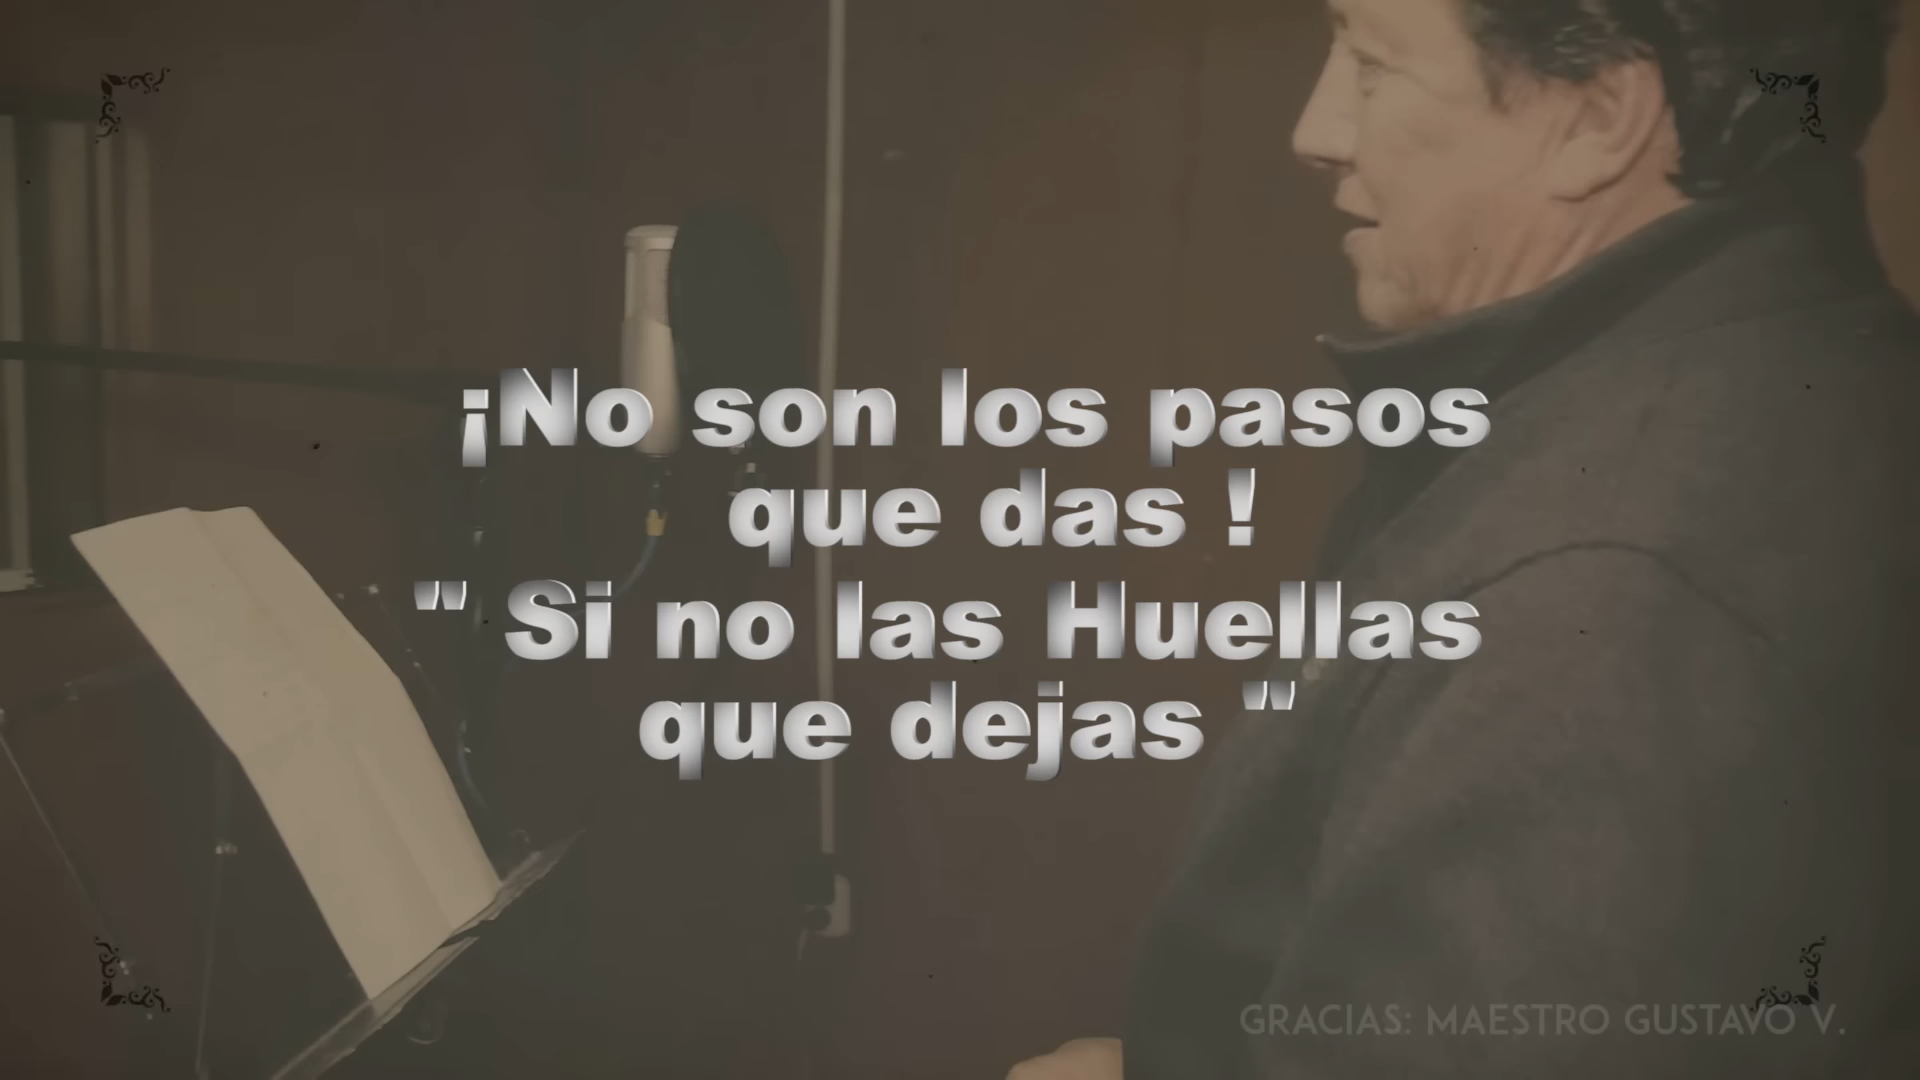 ¡No son los pasos
que das !
" Si no las Huellas
que dejas "
GRACIAS: MAESTRO GUSTAVO V.